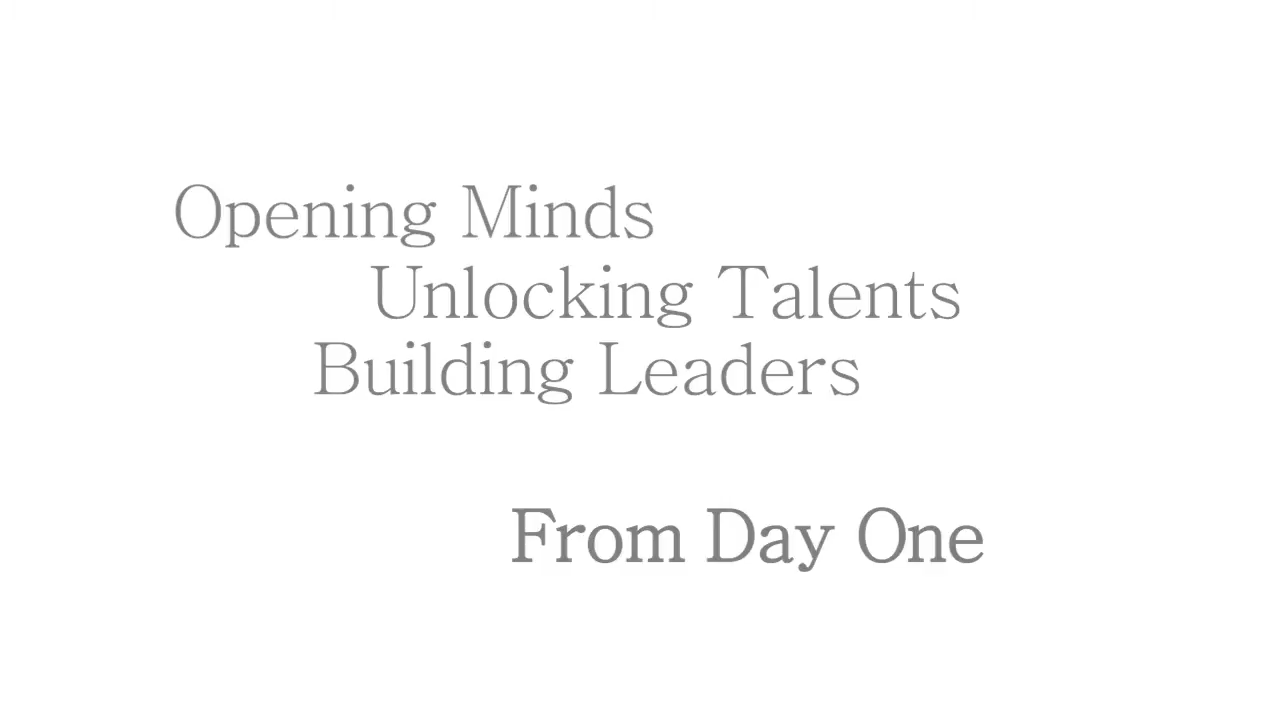 Opening Minds
Unlocking Talents
Building Leaders
From Day One